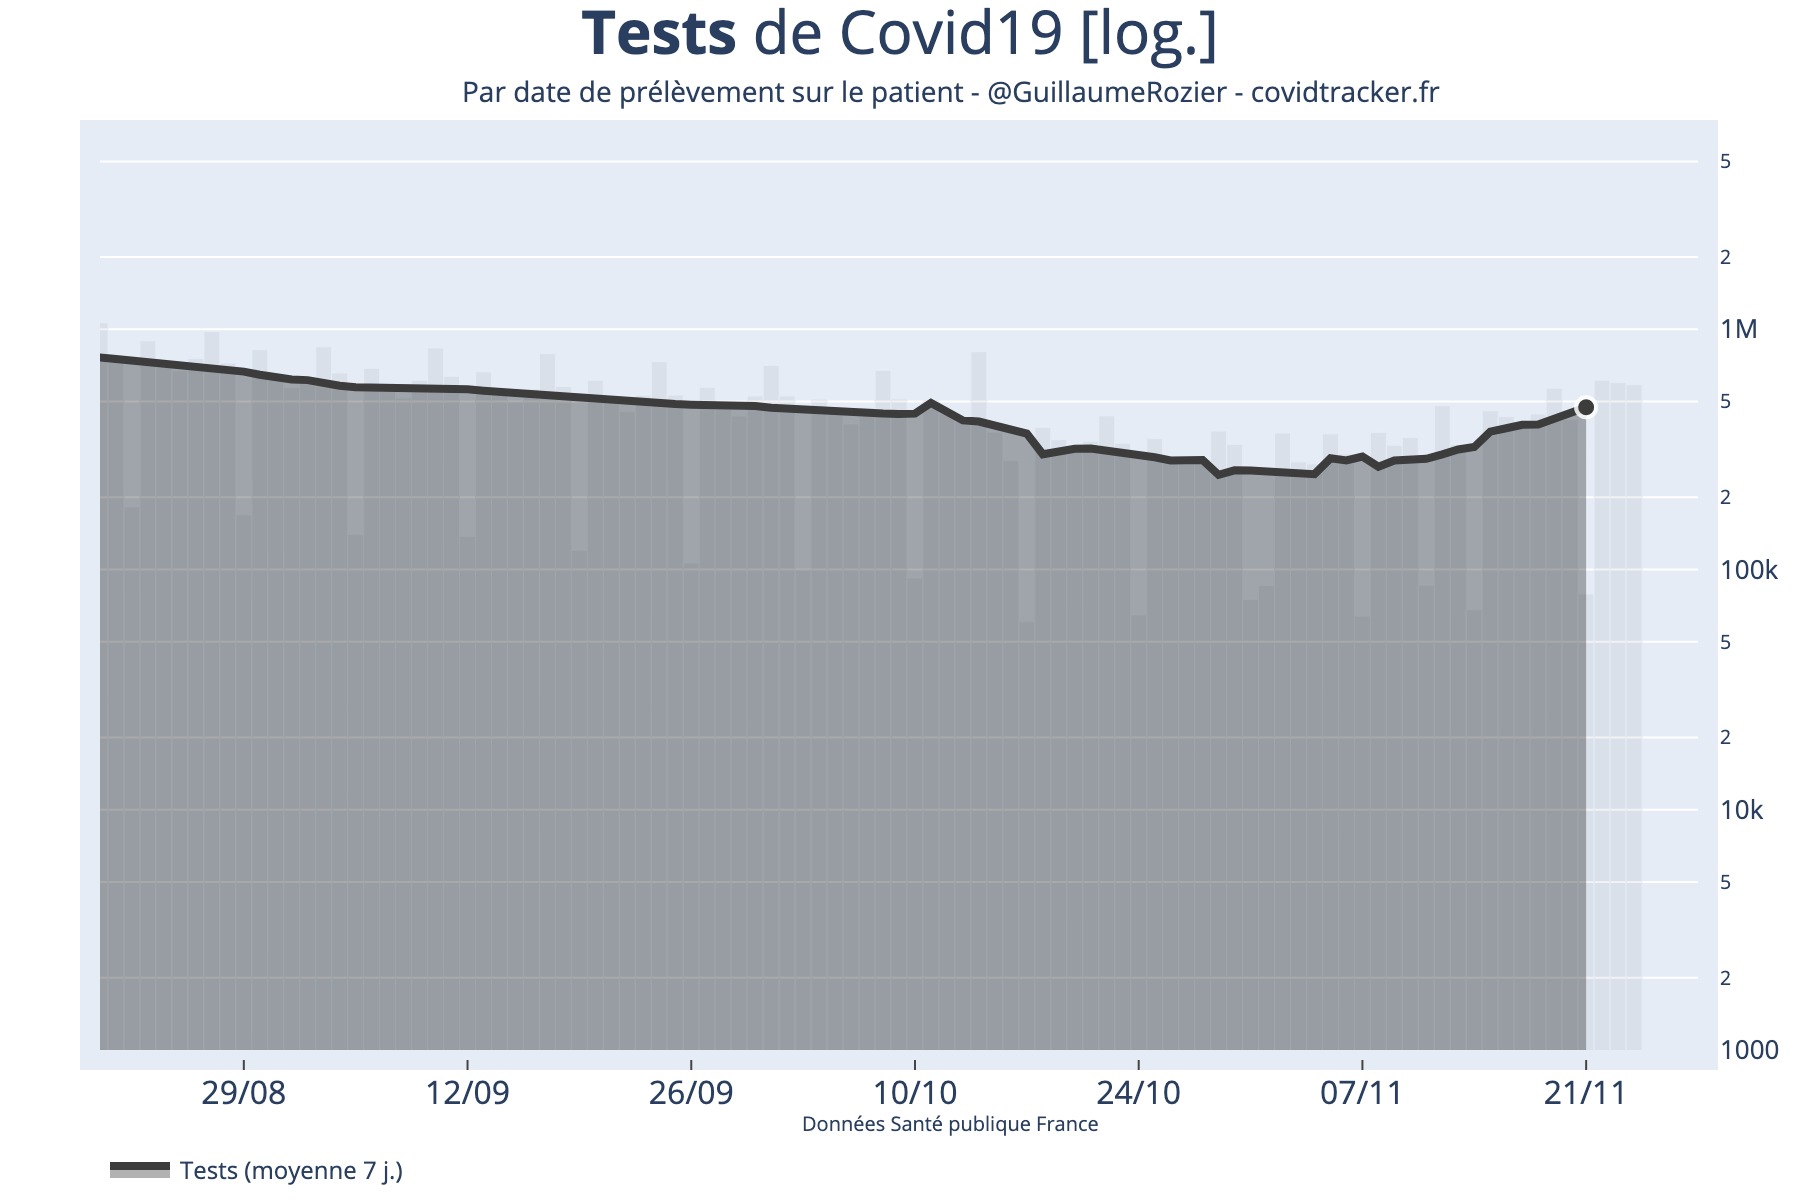 Tests de Covid19 [log.]
Par date de prélèvement sur le patient - @GuillaumeRozier - covidtracker.fr
5
2
1M
5
2
100k
5
2
10k
5
2
1000
29/08 12/09 26/09 10/10 24/10 07/11 21/11
Données Santé publique France
Tests (moyenne 7 j.)